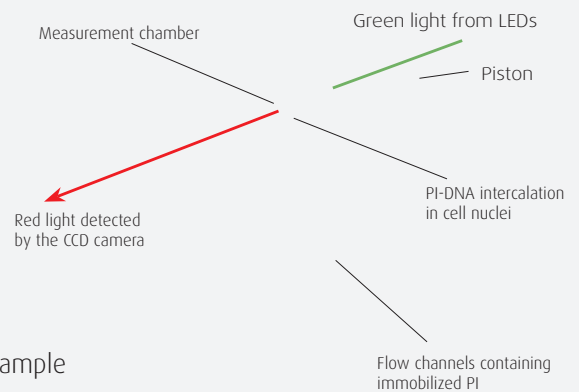 Green light from LEDs
Measurement chamber
Piston
PI-DNA intercalation
in cell nuclei
Red light detected
by the CCD camera
ample
Flow channels containing
immobilized PI